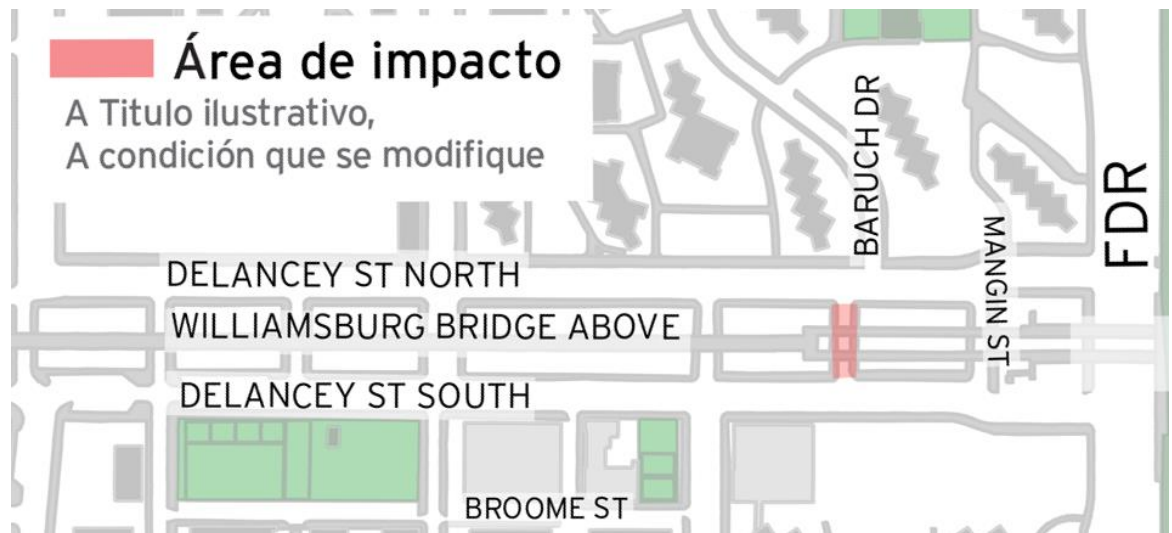 Área de impacto
A Titulo ilustrativo,
A condición que se modifique
BARUCH DR
FDR
MANGIN ST
DELANCEY ST NORTH
WILLIAMSBURG BRIDGE ABOVE
DELANCEY ST SOUTH
BROOME ST